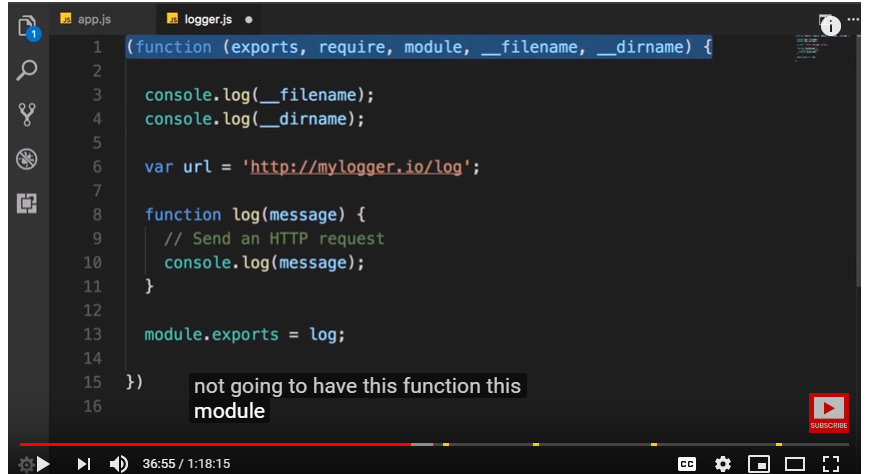 JS app.js JS logger.js
1
1 (function (exports, require, module, __filename, __dirname) {
2
3 console.log(__filename);
4 console.log(__dirname);
5
6 var url = 'http://mylogger.io/log';
7
8 function log(message) {
9 // Send an HTTP request
10 console.log(message);
11 }
12
13 module.exports = log;
14
15 })
16
not going to have this function this
module
SUBSCRIBE
36:55 / 1:18:15
CC